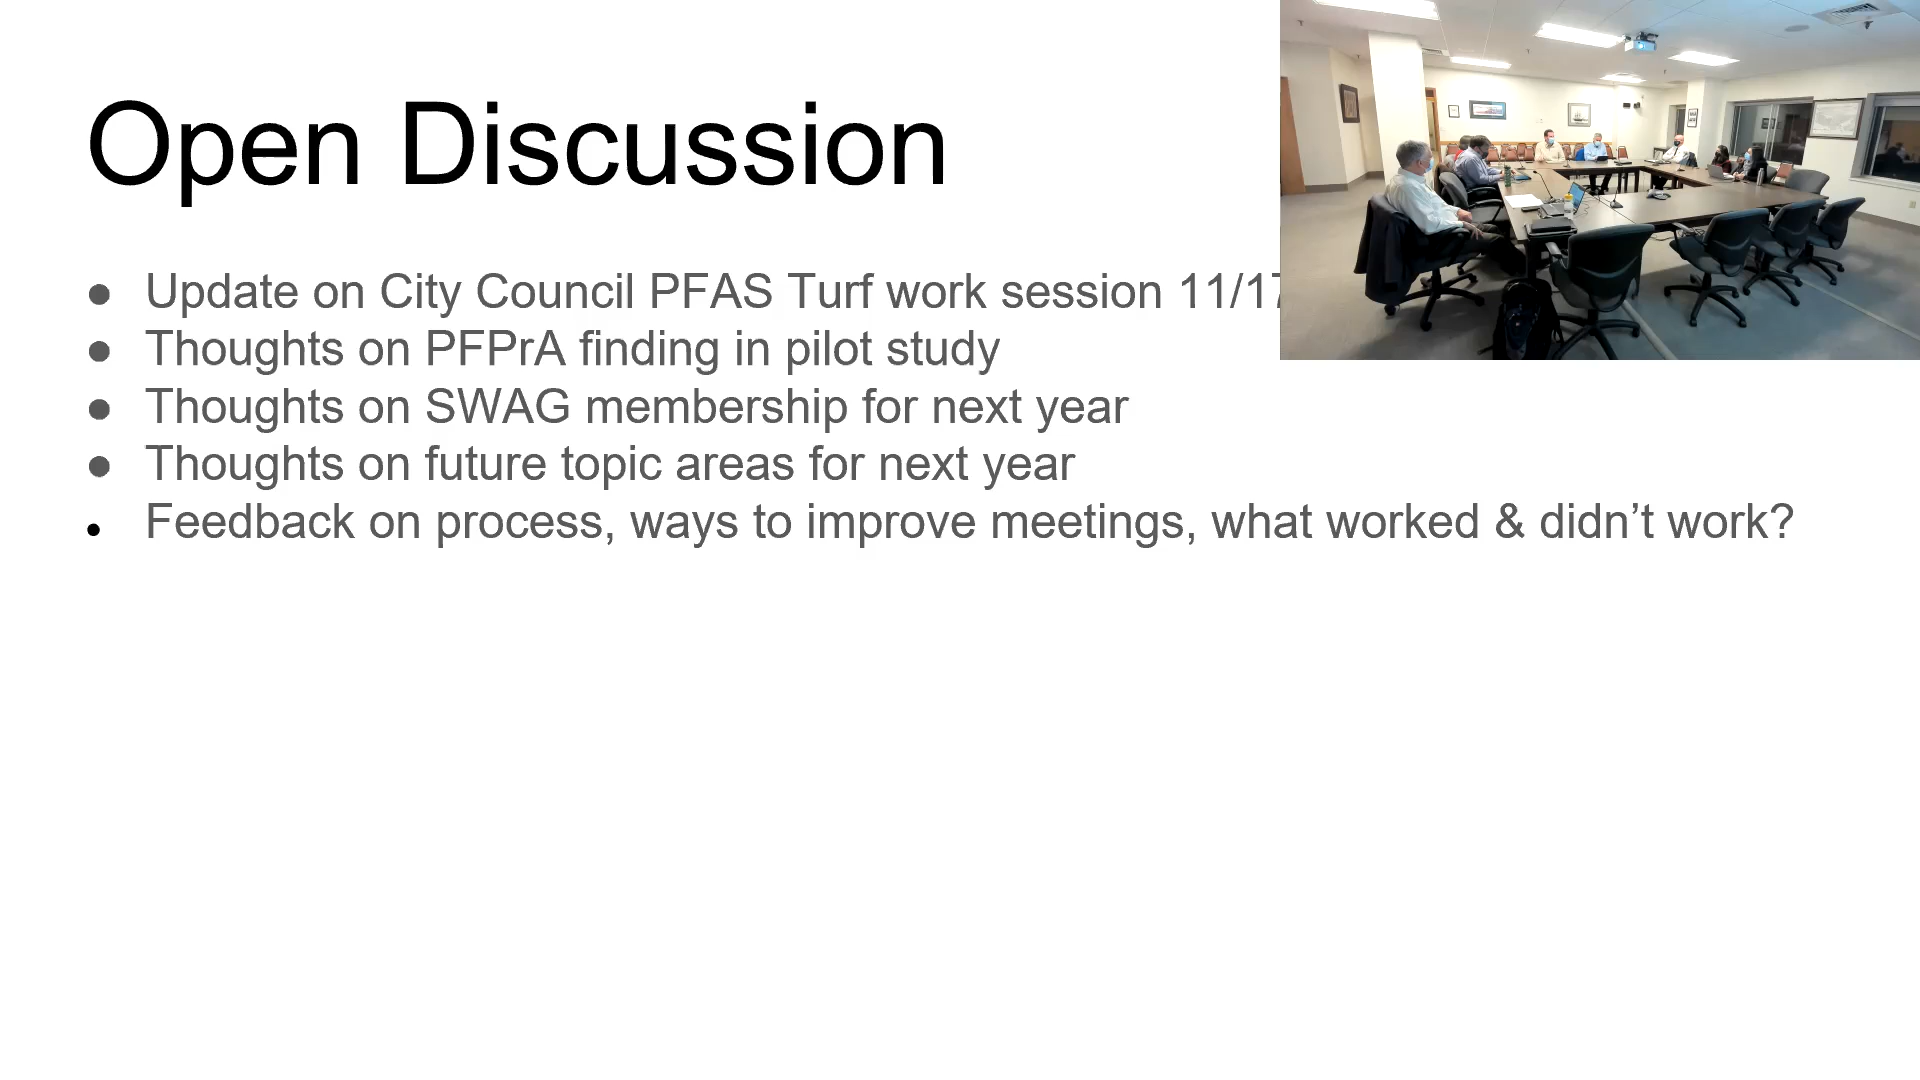 Open Discussion
● Update on City Council PFAS Turf work session 11/17
● Thoughts on PFPrA finding in pilot study
● Thoughts on SWAG membership for next year
● Thoughts on future topic areas for next year
● Feedback on process, ways to improve meetings, what worked & didn’t work?